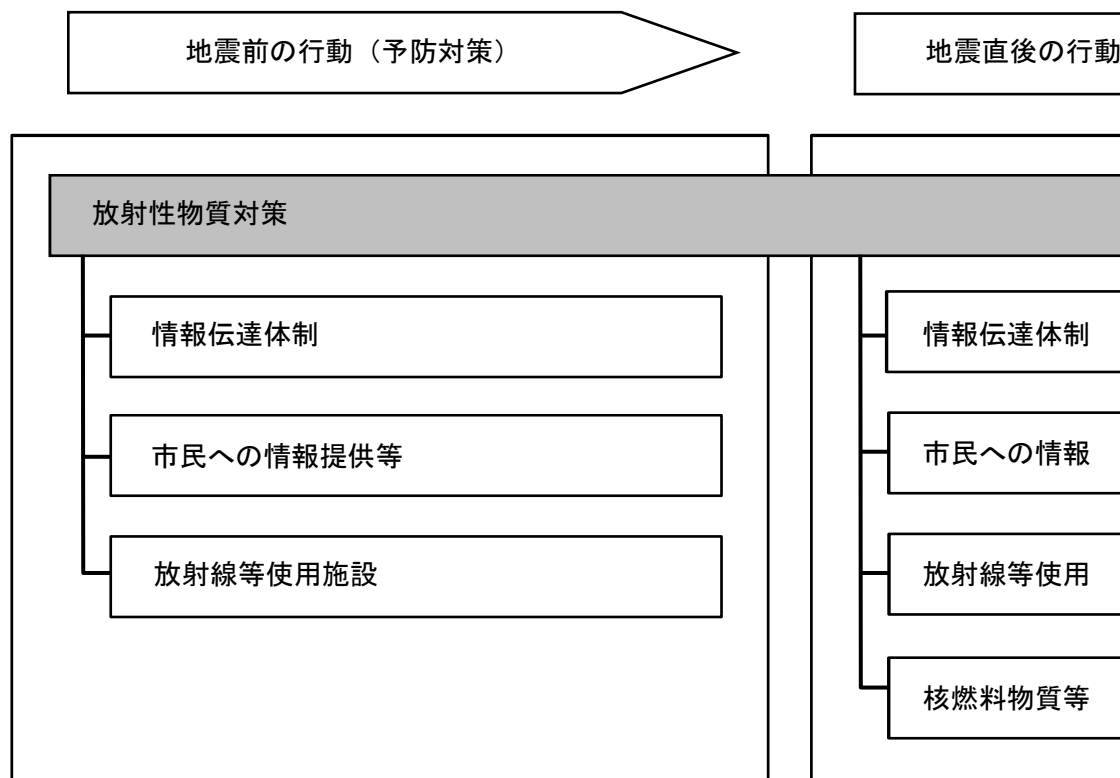 地震前の行動（予防対策）
地震直後の行動
放射性物質対策
情報伝達体制
市民への情報提供等
放射線等使用施設
情報伝達体制
市民への情報
放射線等使用
核燃料物質等